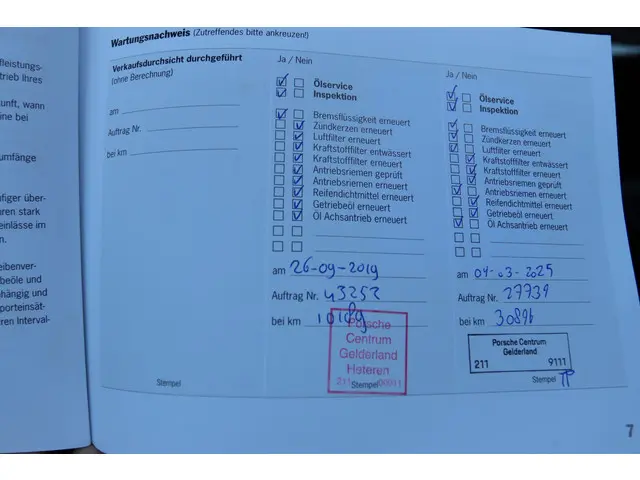 fleistungs-
trieb Ihres
unft, wann
ine bei
umfänge
ufiger über-
ren stark
einlässe im
n.
eibenver-
beöle und
hängig und
porteinsät-
ren Interval-
Wartungsnachweis (Zutreffendes bitte ankreuzen!)
Verkaufsdurchsicht durchgeführt
(ohne Berechnung)
am
Auftrag Nr.
bei km
Stempel
Ja / Nein
Ölservice
Inspektion
Bremsflüssigkeit erneuert
Zündkerzen erneuert
Luftfilter erneuert
Kraftstofffilter entwässert
Kraftstofffilter erneuert
Antriebsriemen geprüft
Antriebsriemen erneuert
Reifendichtmittel erneuert
Getriebeöl erneuert
Öl Achsantrieb erneuert
am 26-09-2019
Auftrag Nr. 43252
bei km
Porsche
Centrum
Gelderland
Heteren
211 Stempel 00011
Ja / Nein
Ölservice
Inspektion
Bremsflüssigkeit erneuert
Zündkerzen erneuert
Luftfilter erneuert
Kraftstofffilter entwässert
Kraftstofffilter erneuert
Antriebsriemen geprüft
Antriebsriemen erneuert
Reifendichtmittel erneuert
Getriebeöl erneuert
Öl Achsantrieb erneuert
am 04-03-2025
Auftrag Nr. 27739
bei km 30896
Porsche Centrum
Gelderland
211 9111
Stempel
7